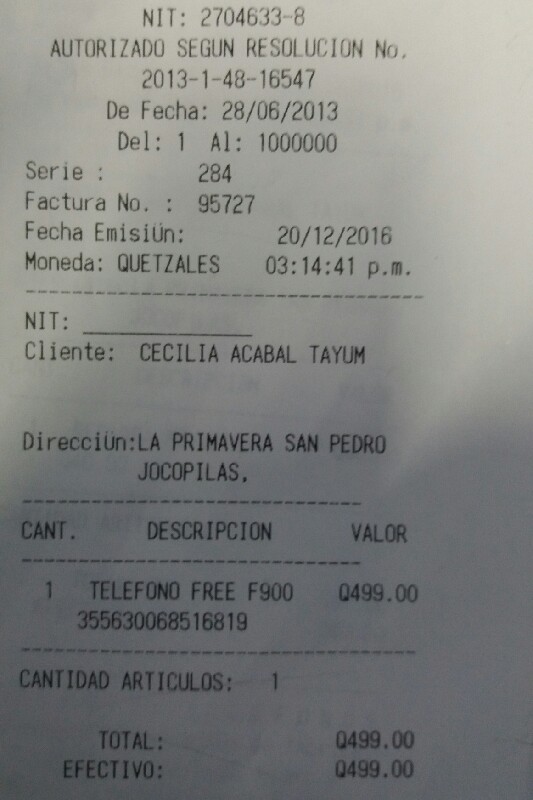 NIT: 2704633-8
AUTORIZADO SEGUN RESOLUCION No.
2013-1-48-16547
De Fecha: 28/06/2013
Del: 1 Al: 1000000
Serie : 284
Factura No. : 95727
Fecha EmisiÜn: 20/12/2016
Moneda: QUETZALES 03:14:41 p.m.
NIT: ____________
Cliente: CECILIA ACABAL TAYUM
DirecciÜn:LA PRIMAVERA SAN PEDRO
JOCOPILAS,
CANT. DESCRIPCION VALOR
1 TELEFONO FREE F900 Q499.00
355630068516819
CANTIDAD ARTICULOS: 1
TOTAL: Q499.00
EFECTIVO: Q499.00